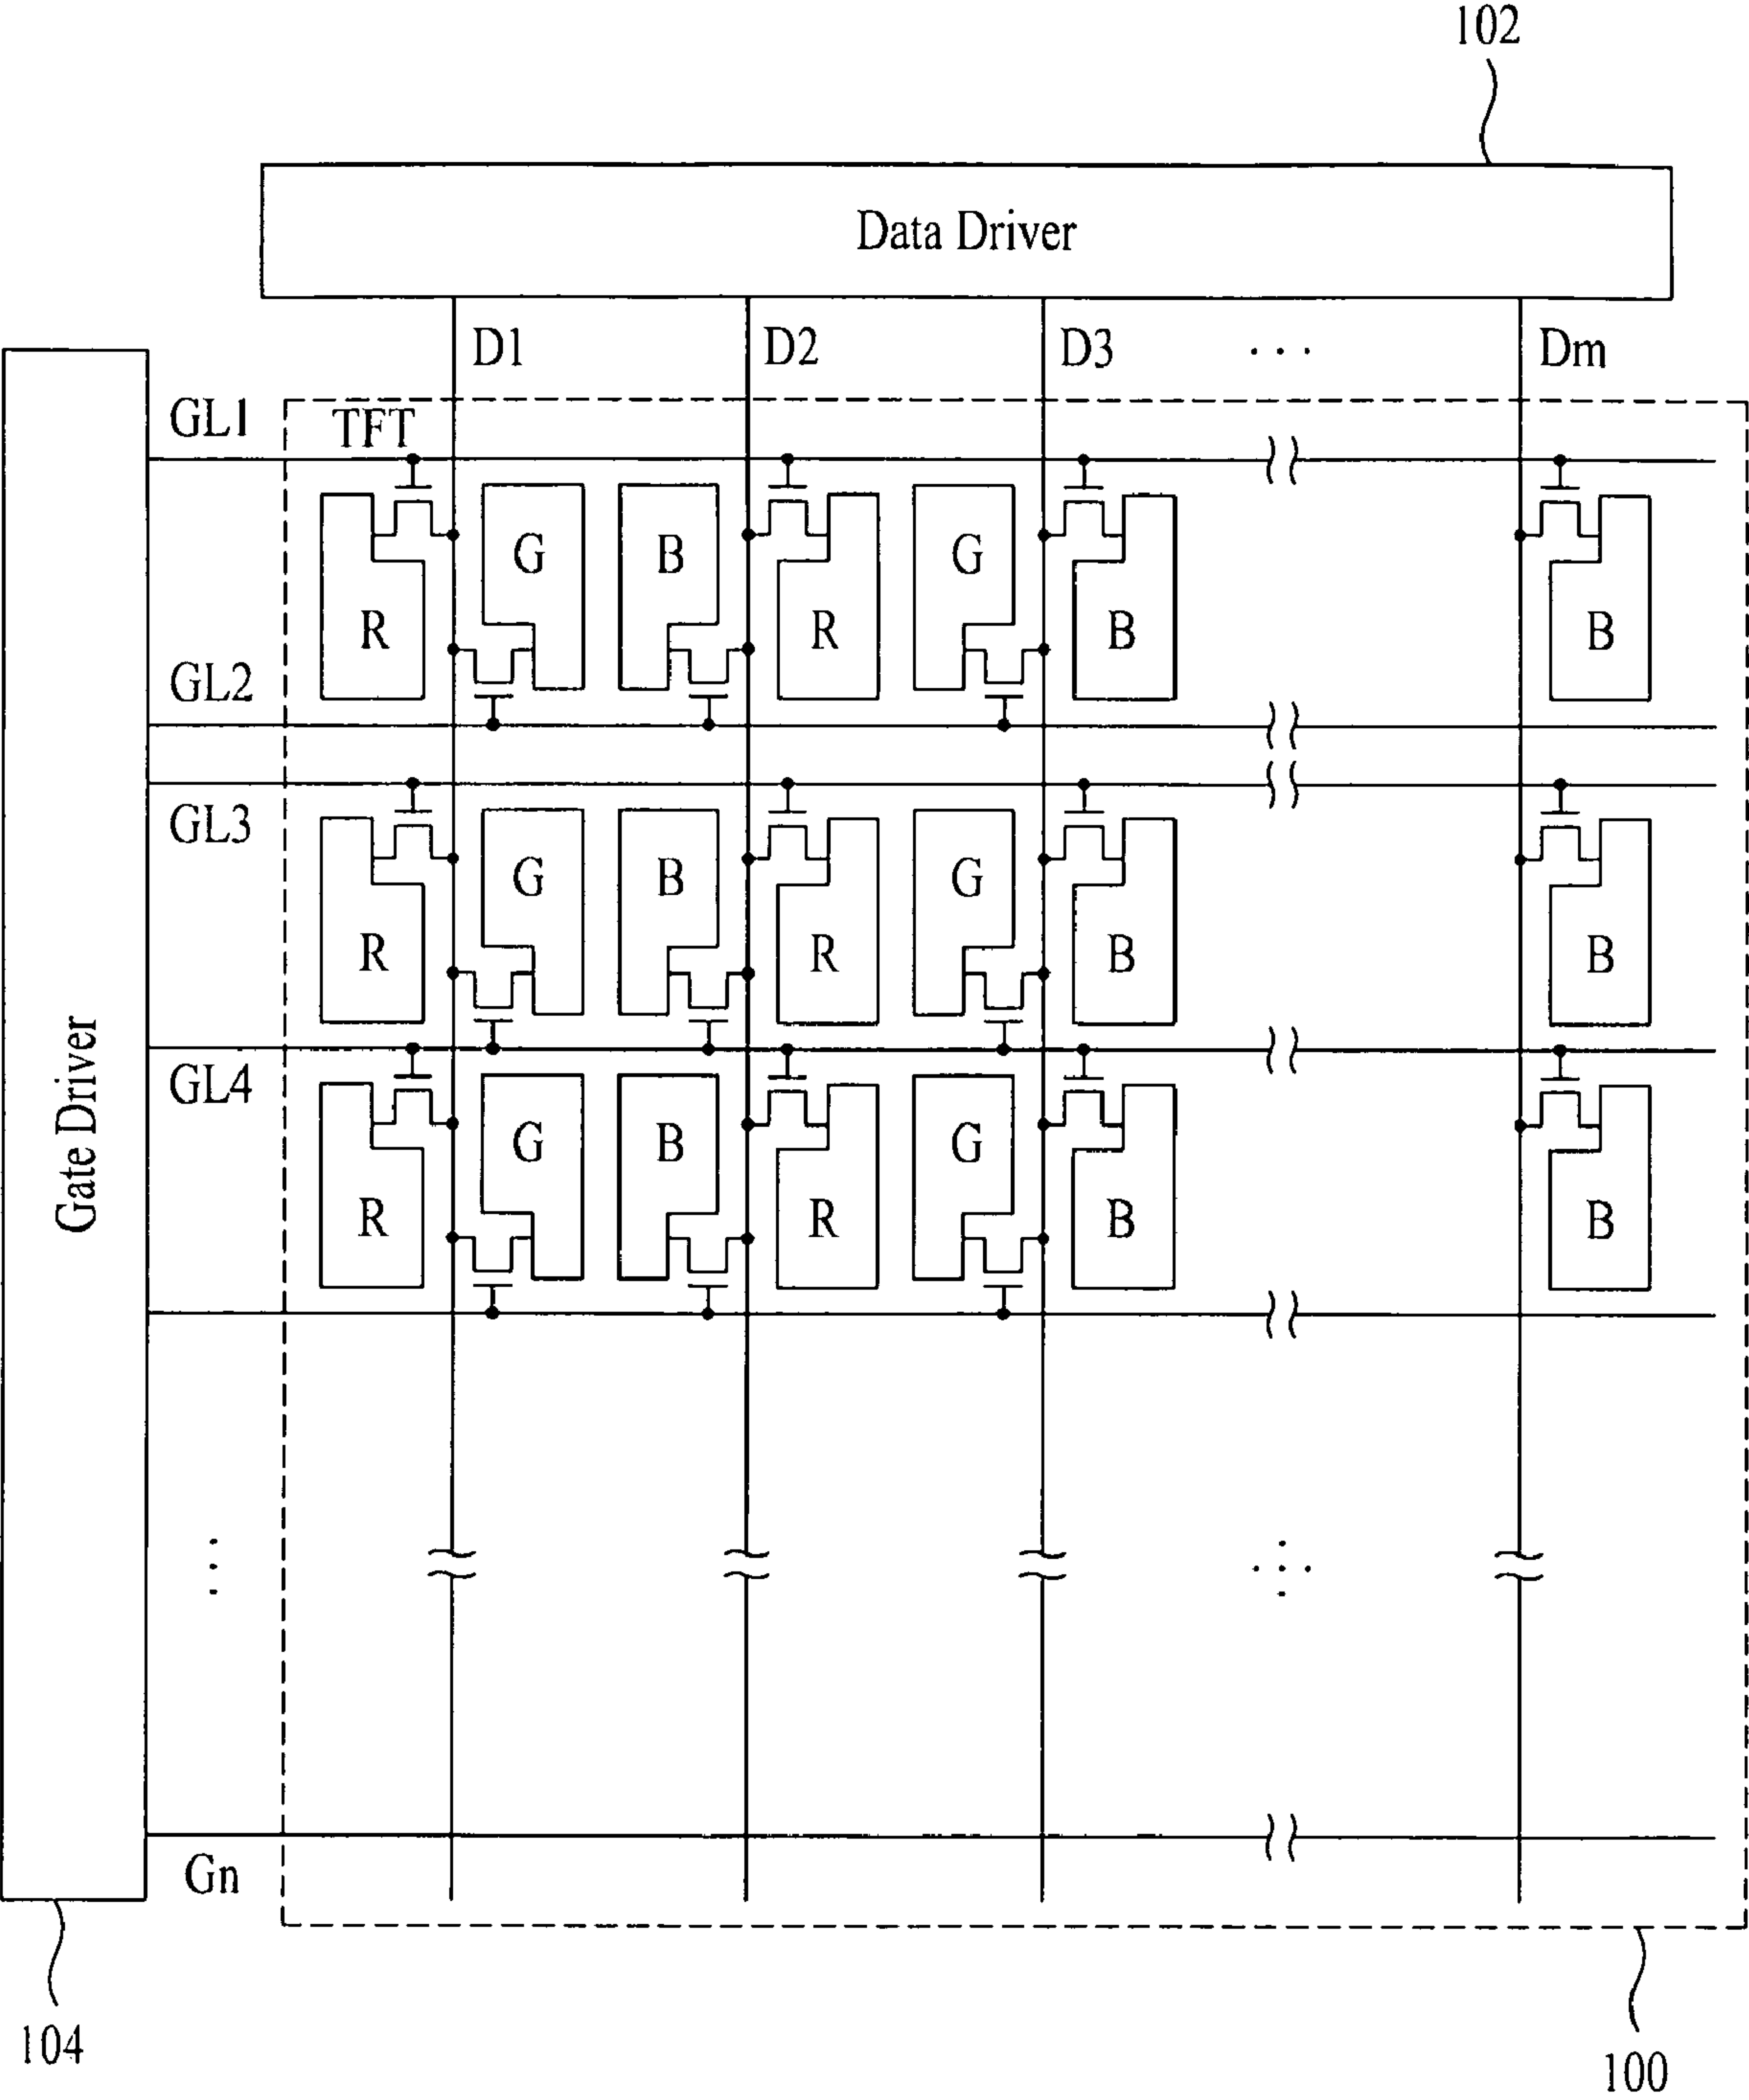 102
Data Driver
D1 D2 D3 ... Dm
GL1 TFT
G B G
R R B B
GL2
GL3
G B G
R R B B
GL4
G B G
R R B B
Gate Driver
Gn
104
100